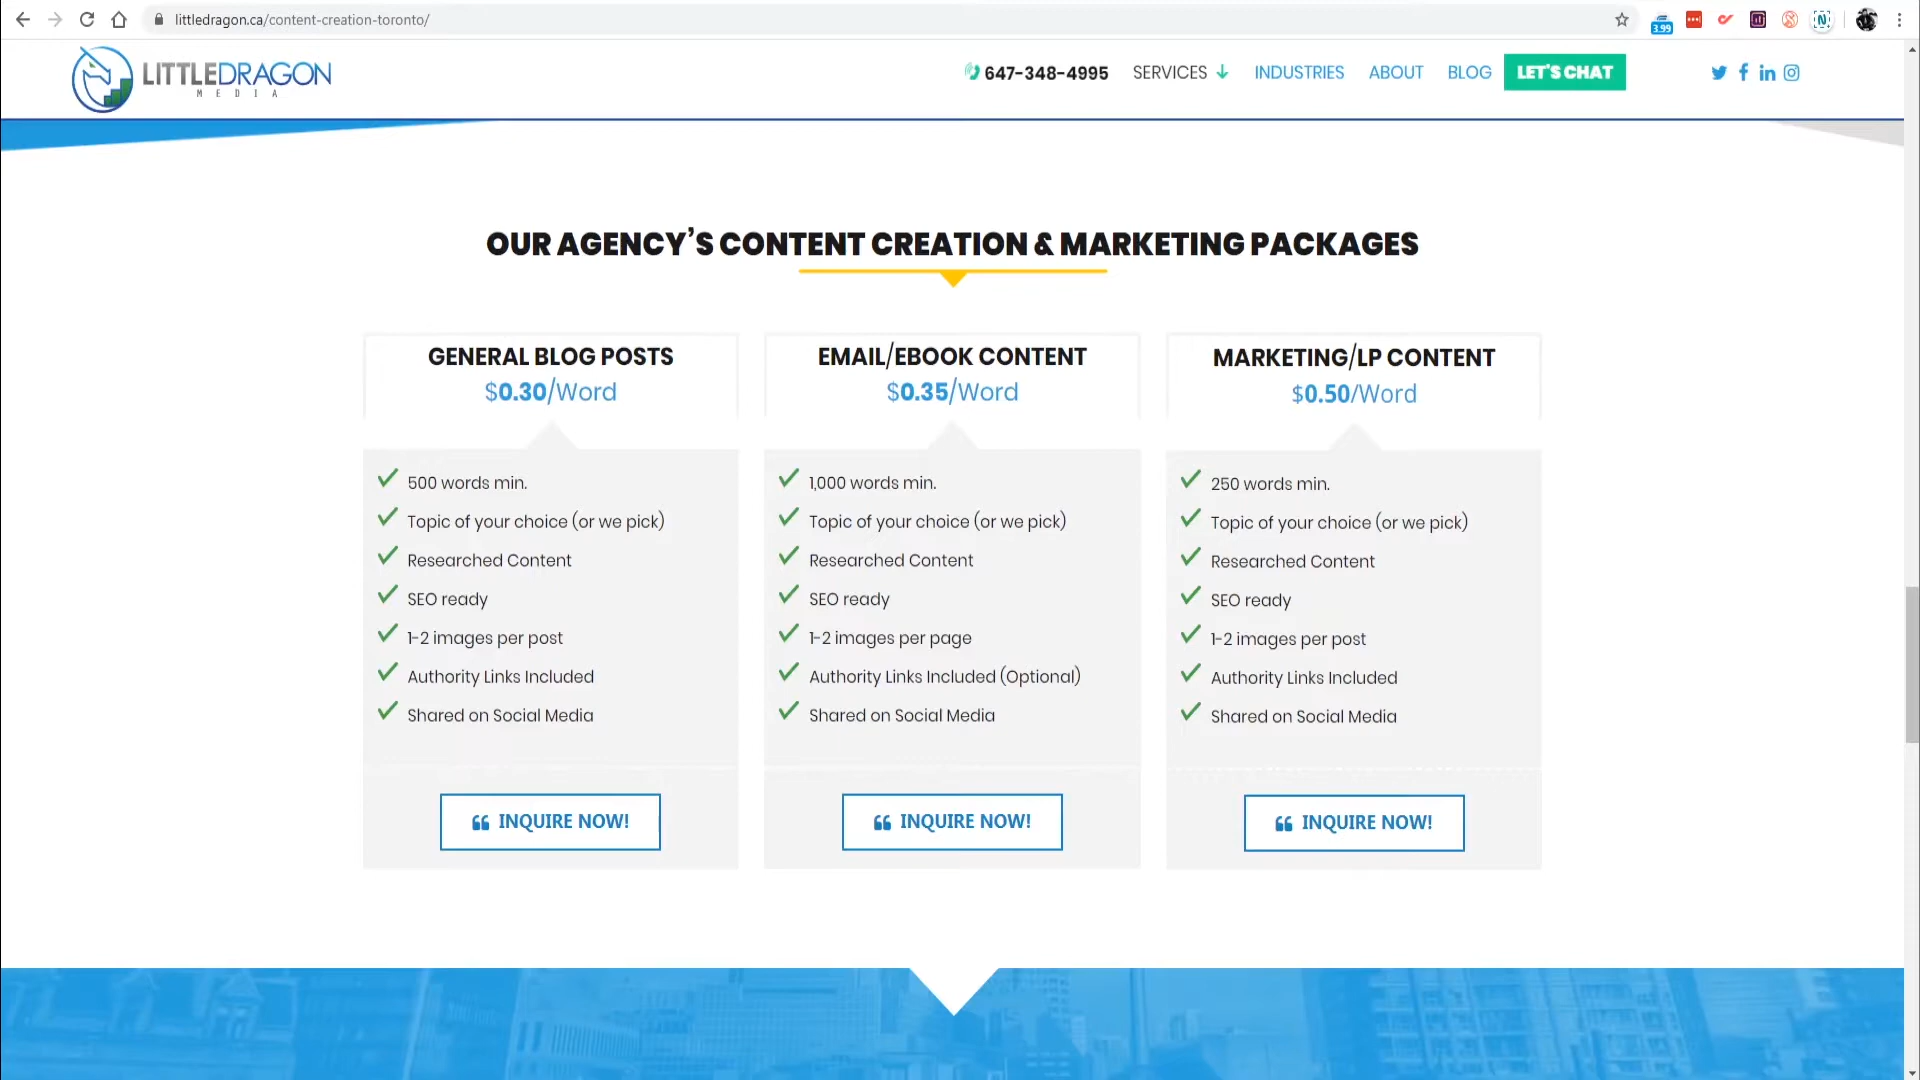 littledragon.ca/content-creation-toronto/
3.99
LITTLEDRAGON
MEDIA
647-348-4995
SERVICES
INDUSTRIES
ABOUT
BLOG
LET'S CHAT
OUR AGENCY’S CONTENT CREATION & MARKETING PACKAGES
GENERAL BLOG POSTS
$0.30/Word
500 words min.
Topic of your choice (or we pick)
Researched Content
SEO ready
1-2 images per post
Authority Links Included
Shared on Social Media
INQUIRE NOW!
EMAIL/EBOOK CONTENT
$0.35/Word
1,000 words min.
Topic of your choice (or we pick)
Researched Content
SEO ready
1-2 images per page
Authority Links Included (Optional)
Shared on Social Media
INQUIRE NOW!
MARKETING/LP CONTENT
$0.50/Word
250 words min.
Topic of your choice (or we pick)
Researched Content
SEO ready
1-2 images per post
Authority Links Included
Shared on Social Media
INQUIRE NOW!